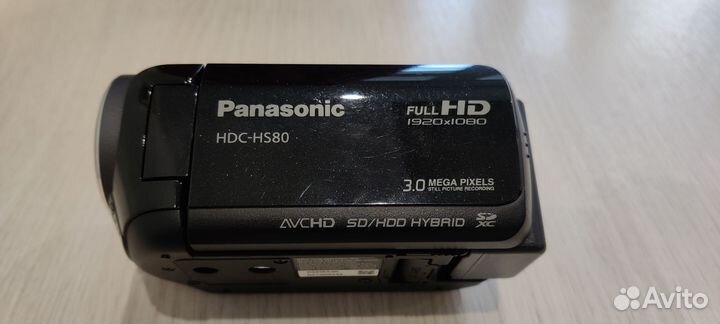 Panasonic
HDC-HS80
FULL HD
1920x1080
3.0 MEGA PIXELS
STILL PICTURE RECORDING
AVCHD SD/HDD HYBRID SD XC
Avito